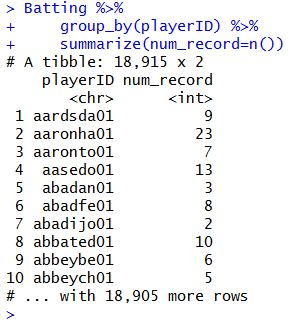 > Batting %>%
+     group_by(playerID) %>%
+     summarize(num_record=n())
# A tibble: 18,915 x 2
   playerID num_record
   <chr>         <int>
 1 aardsda01         9
 2 aaronha01        23
 3 aaronto01         7
 4 aasedo01         13
 5 abadan01          3
 6 abadfe01          8
 7 abadijo01         2
 8 abbated01        10
 9 abbeybe01         6
10 abbeych01         5
# ... with 18,905 more rows
>